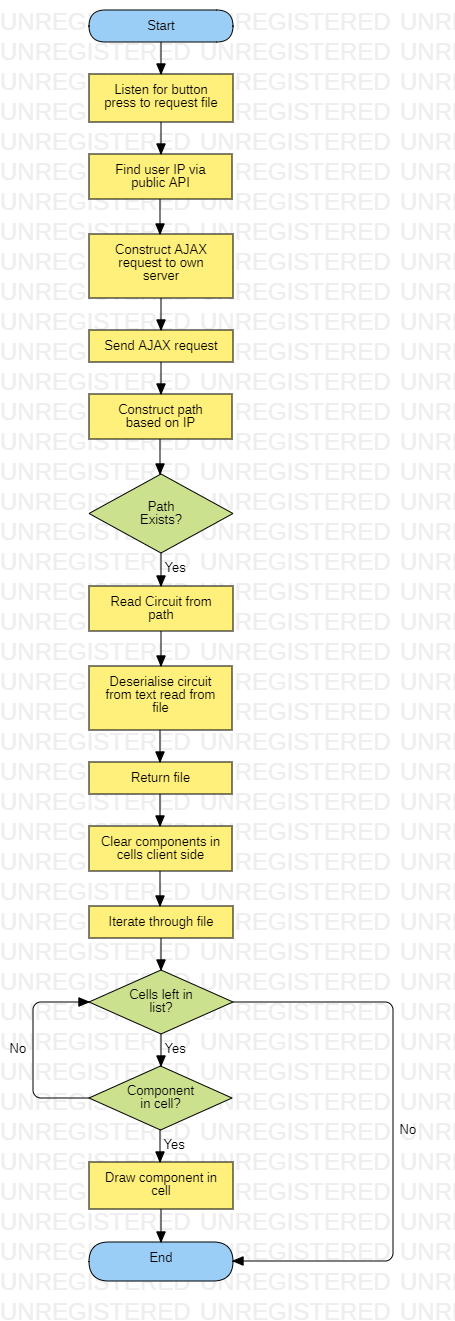 Start
Listen for button
press to request file
Find user IP via
public API
Construct AJAX
request to own
server
Send AJAX request
Construct path
based on IP
Path
Exists?
Yes
Read Circuit from
path
Deserialise circuit
from text read from
file
Return file
Clear components in
cells client side
Iterate through file
Cells left in
list?
No
Yes
Component
in cell?
No
Yes
Draw component in
cell
End
UNREGISTERED